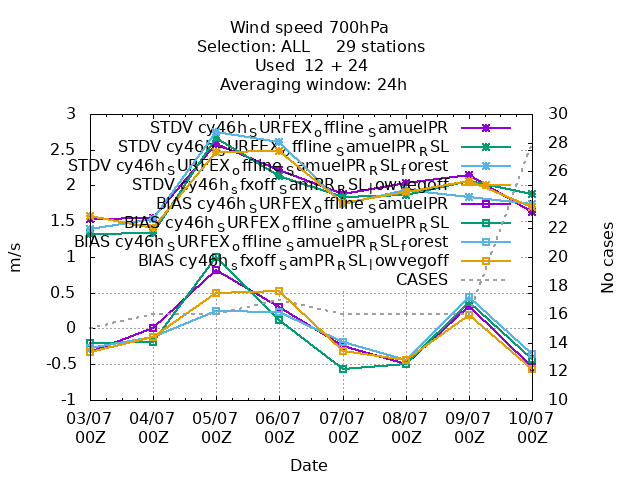 Wind speed 700hPa
Selection: ALL 29 stations
Used 12 + 24
Averaging window: 24h
3
2.5
2
1.5
1
0.5
0
-0.5
-1
m/s
30
28
26
24
22
20
18
16
14
12
10
No cases
STDV cy46h_SURFEX_offline_samuelPR
STDV cy46h_SURFEX_offline_samuelPR_RSL
STDV cy46h_SURFEX_offline_samuelPR_RSL_forest
STDV cy46h_sfxoff_samPR_RSL_lowvegoff
BIAS cy46h_SURFEX_offline_samuelPR
BIAS cy46h_SURFEX_offline_samuelPR_RSL
BIAS cy46h_SURFEX_offline_samuelPR_RSL_forest
BIAS cy46h_sfxoff_samPR_RSL_lowvegoff
CASES
03/07 04/07 05/07 06/07 07/07 08/07 09/07 10/07
00Z 00Z 00Z 00Z 00Z 00Z 00Z 00Z
Date